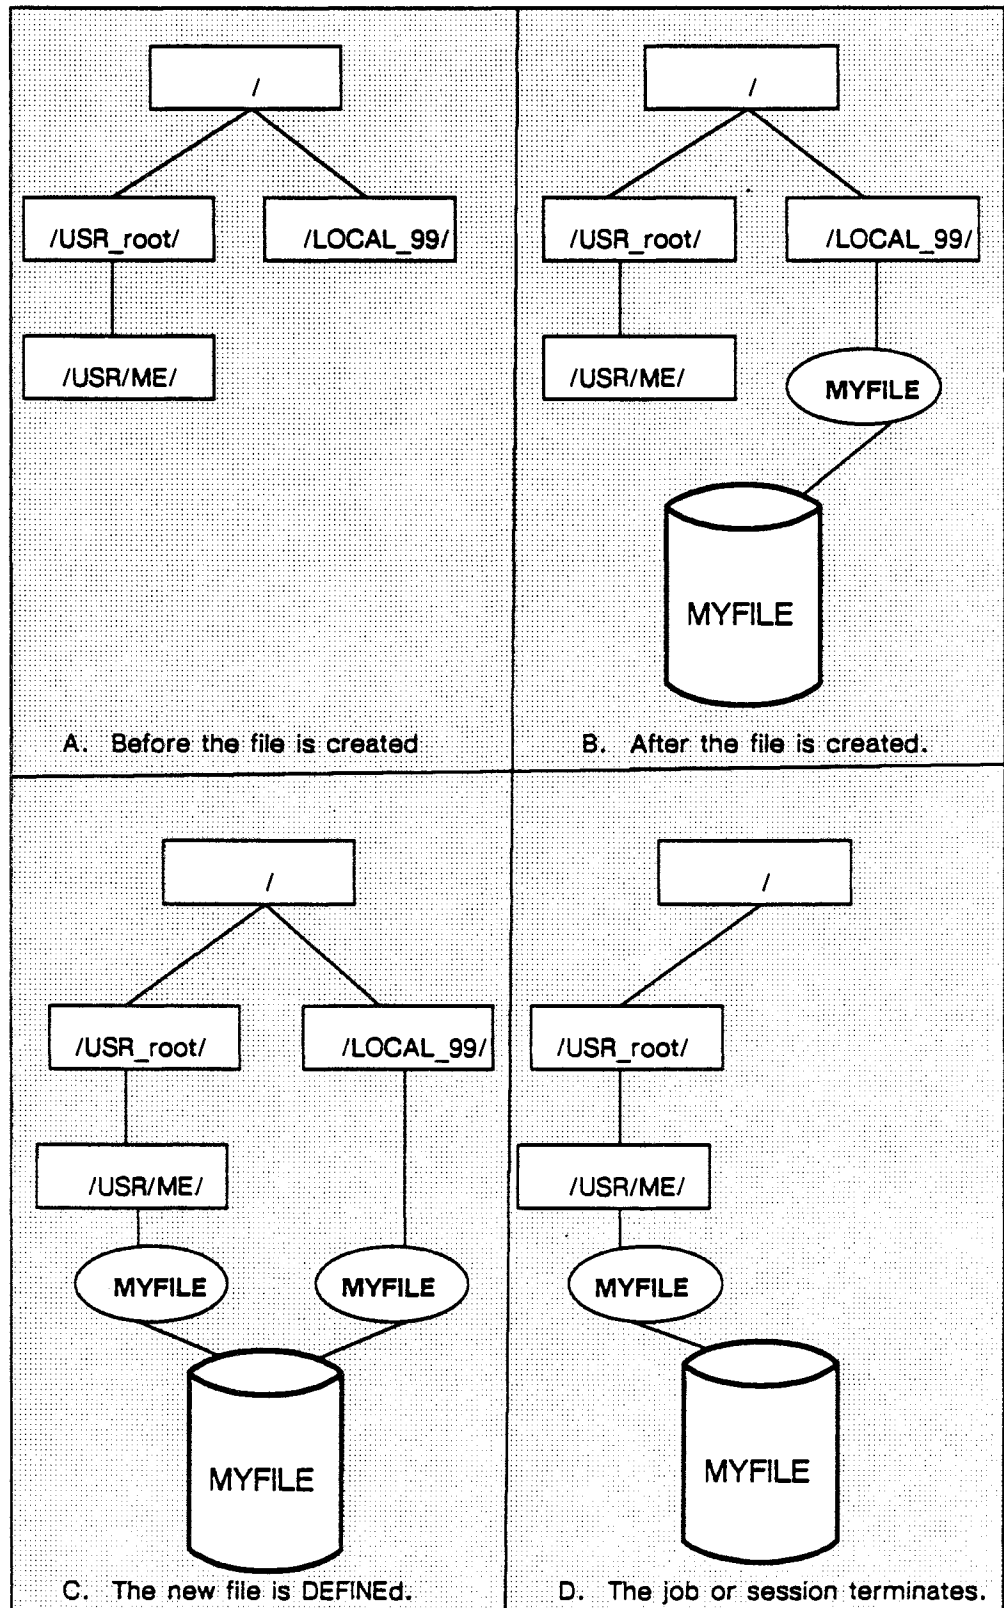 /
/USR_root/
/LOCAL_99/
/USR/ME/
A. Before the file is created
/
/USR_root/
/LOCAL_99/
/USR/ME/
MYFILE
MYFILE
B. After the file is created.
/
/USR_root/
/LOCAL_99/
/USR/ME/
MYFILE
MYFILE
MYFILE
C. The new file is DEFINEd.
/
/USR_root/
/USR/ME/
MYFILE
MYFILE
D. The job or session terminates.